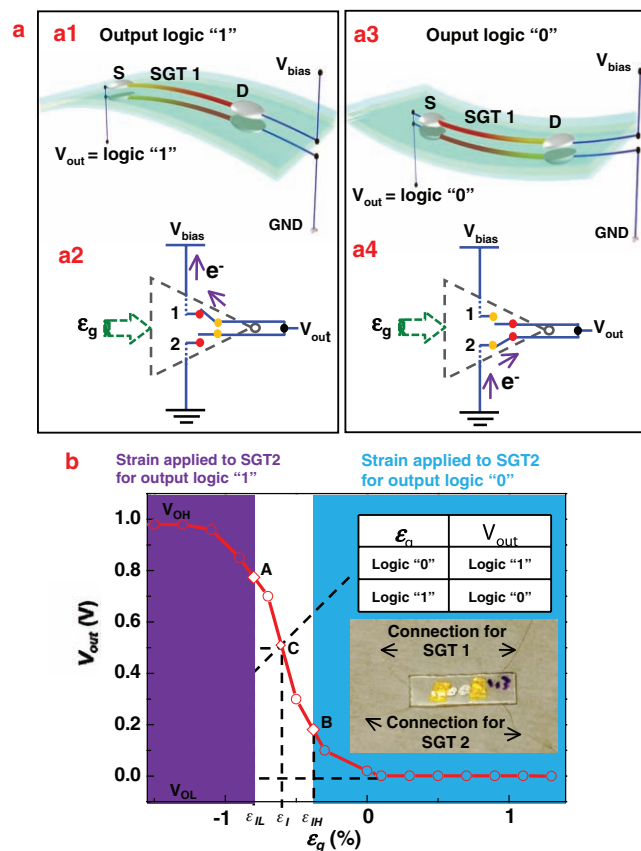 a
a1 Output logic “1”
S SGT 1 D
V_bias
V_out = logic “1”
GND
a2
V_bias
e⁻
ε_g
1
2
V_out
a3 Ouput logic “0”
S SGT 1 D
V_bias
V_out = logic “0”
GND
a4
V_bias
e⁻
ε_g
1
2
V_out
b
Strain applied to SGT2
for output logic “1”
Strain applied to SGT2
for output logic “0”
V_out (V)
1.0
0.8
0.6
0.4
0.2
0.0
V_OH
V_OL
A
C
B
ε_g V_out
Logic “0” Logic “1”
Logic “1” Logic “0”
Connection for
SGT 1
Connection for
SGT 2
-1 ε_IL ε_I ε_IH 0 1
ε_g (%)